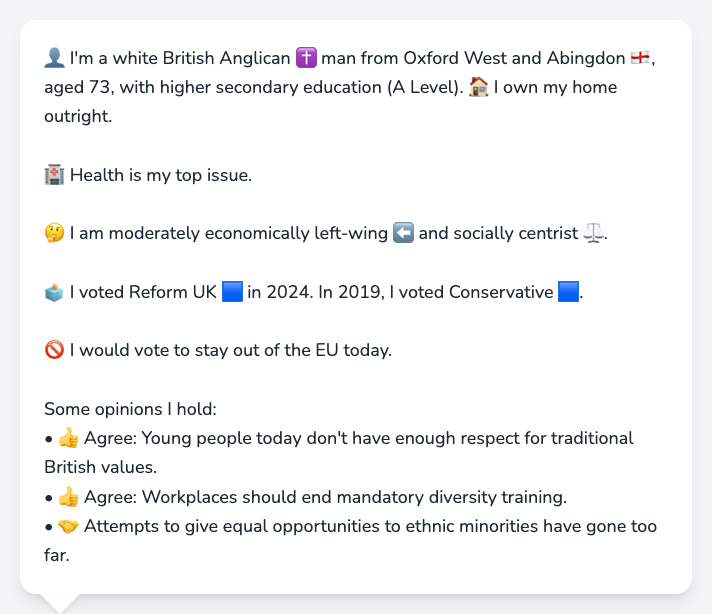 👤 I'm a white British Anglican ✝️ man from Oxford West and Abingdon 🏴󠁧󠁢󠁥󠁮󠁧󠁿,
aged 73, with higher secondary education (A Level). 🏠 I own my home
outright.
🏥 Health is my top issue.
🤔 I am moderately economically left-wing ⬅️ and socially centrist ⚖️.
🗳️ I voted Reform UK 🟦 in 2024. In 2019, I voted Conservative 🟦.
🚫 I would vote to stay out of the EU today.
Some opinions I hold:
• 👍 Agree: Young people today don't have enough respect for traditional
British values.
• 👍 Agree: Workplaces should end mandatory diversity training.
• 🤝 Attempts to give equal opportunities to ethnic minorities have gone too
far.